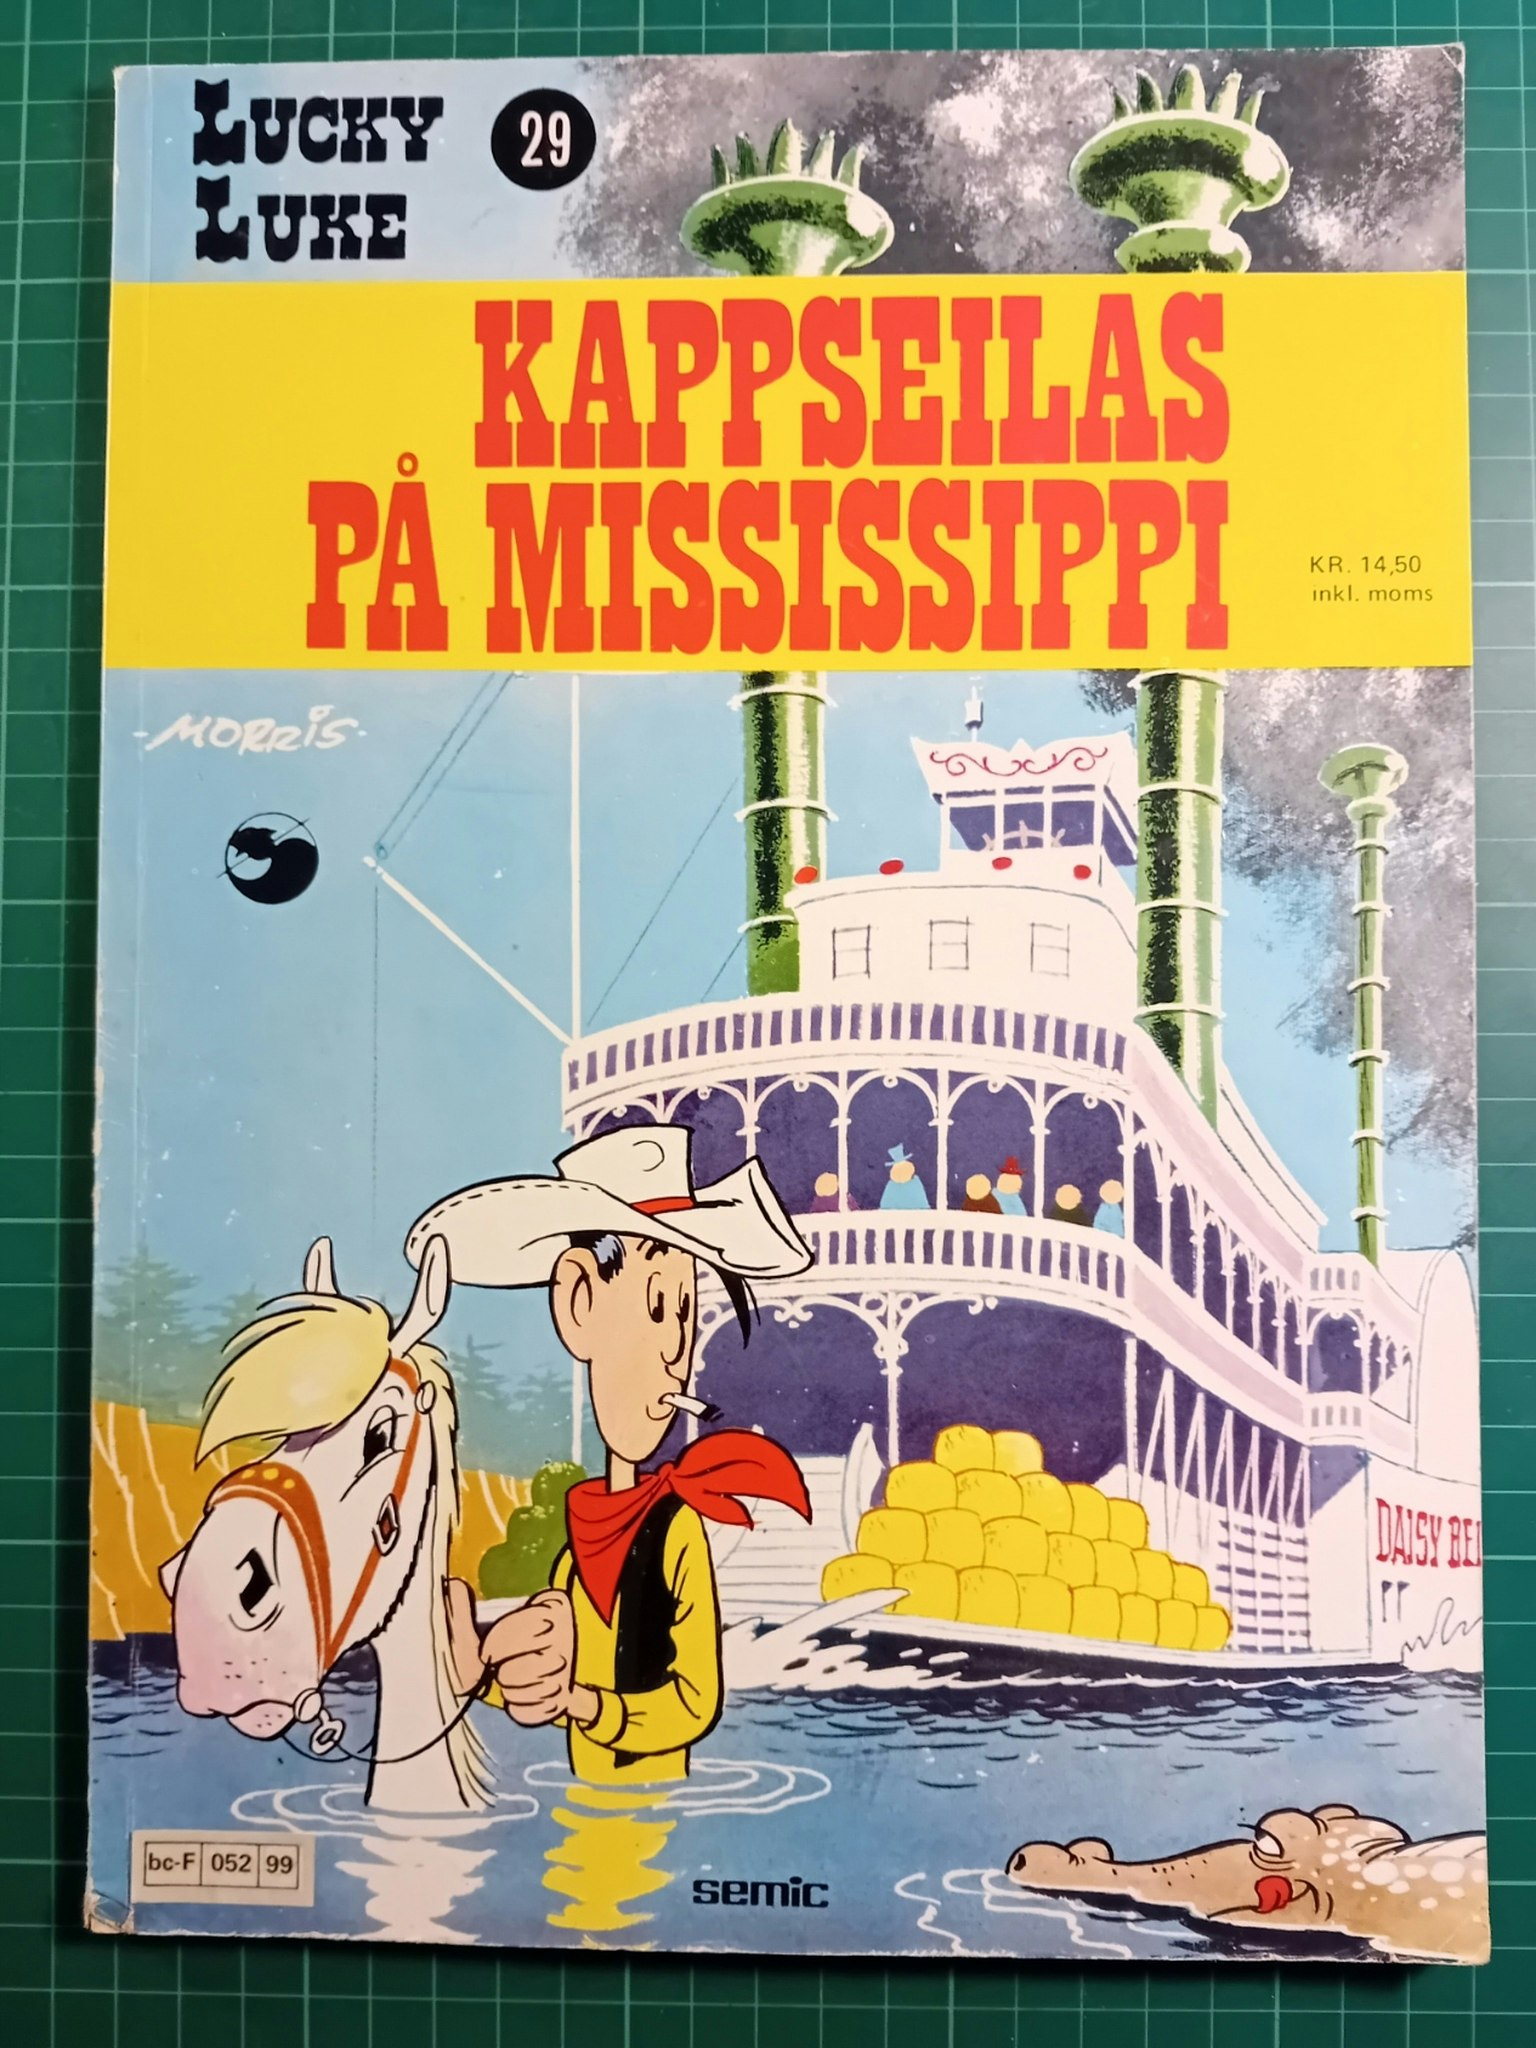 LUCKY
LUKE
29
KAPPSEILAS
PÅ MISSISSIPPI
KR. 14,50
inkl. moms
MORRIS
DAISY BEL
bc-F 052 99
semic